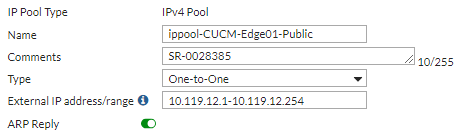 IP Pool Type IPv4 Pool
Name ippool-CUCM-Edge01-Public
Comments SR-0028385 10/255
Type One-to-One
External IP address/range 10.119.12.1-10.119.12.254
ARP Reply